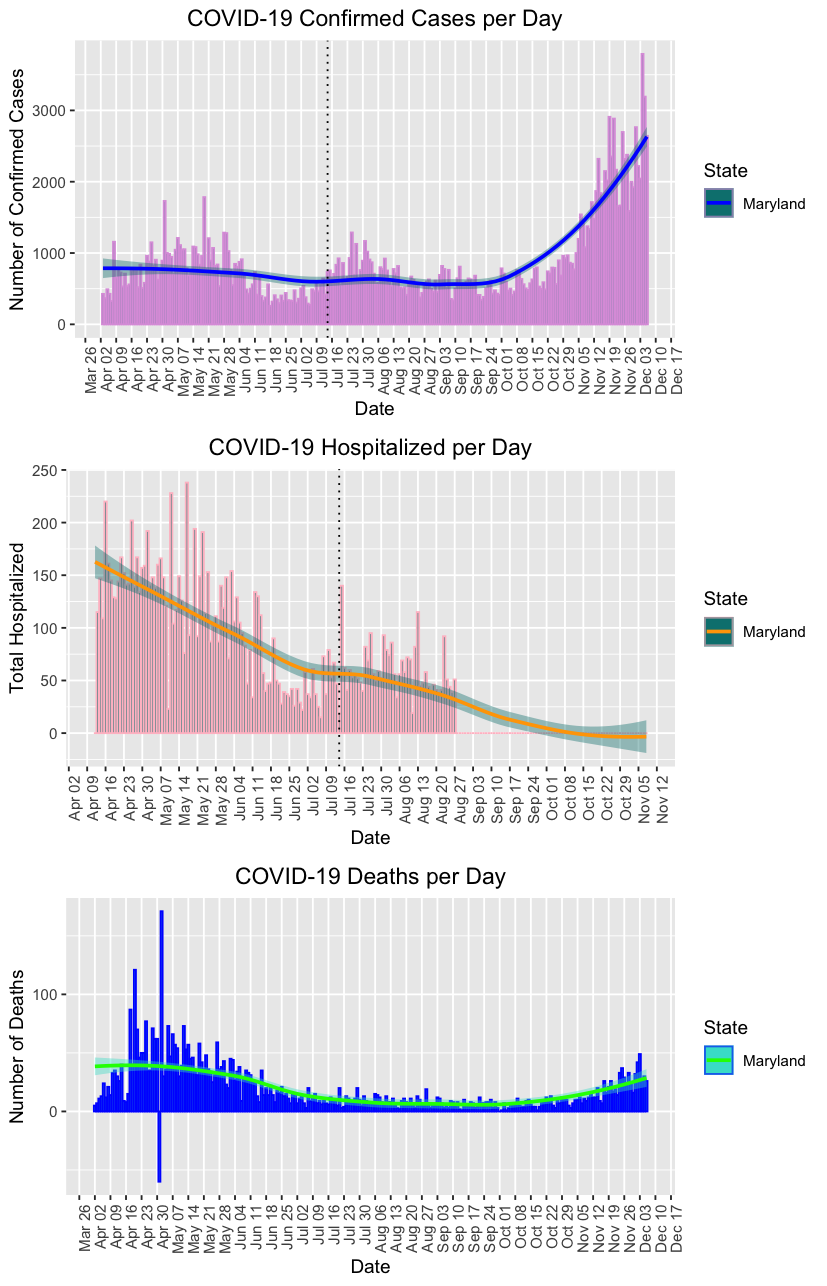 COVID-19 Confirmed Cases per Day
Number of Confirmed Cases
3000
2000
1000
0
Mar 26
Apr 02
Apr 09
Apr 16
Apr 23
Apr 30
May 07
May 14
May 21
May 28
Jun 04
Jun 11
Jun 18
Jun 25
Jul 02
Jul 09
Jul 16
Jul 23
Jul 30
Aug 06
Aug 13
Aug 20
Aug 27
Sep 03
Sep 10
Sep 17
Sep 24
Oct 01
Oct 08
Oct 15
Oct 22
Oct 29
Nov 05
Nov 12
Nov 19
Nov 26
Dec 03
Dec 10
Dec 17
Date
State
Maryland
COVID-19 Hospitalized per Day
Total Hospitalized
250
200
150
100
50
0
Apr 02
Apr 09
Apr 16
Apr 23
Apr 30
May 07
May 14
May 21
May 28
Jun 04
Jun 11
Jun 18
Jun 25
Jul 02
Jul 09
Jul 16
Jul 23
Jul 30
Aug 06
Aug 13
Aug 20
Aug 27
Sep 03
Sep 10
Sep 17
Sep 24
Oct 01
Oct 08
Oct 15
Oct 22
Oct 29
Nov 05
Nov 12
Date
State
Maryland
COVID-19 Deaths per Day
Number of Deaths
100
0
Mar 26
Apr 02
Apr 09
Apr 16
Apr 23
Apr 30
May 07
May 14
May 21
May 28
Jun 04
Jun 11
Jun 18
Jun 25
Jul 02
Jul 09
Jul 16
Jul 23
Jul 30
Aug 06
Aug 13
Aug 20
Aug 27
Sep 03
Sep 10
Sep 17
Sep 24
Oct 01
Oct 08
Oct 15
Oct 22
Oct 29
Nov 05
Nov 12
Nov 19
Nov 26
Dec 03
Dec 10
Dec 17
Date
State
Maryland